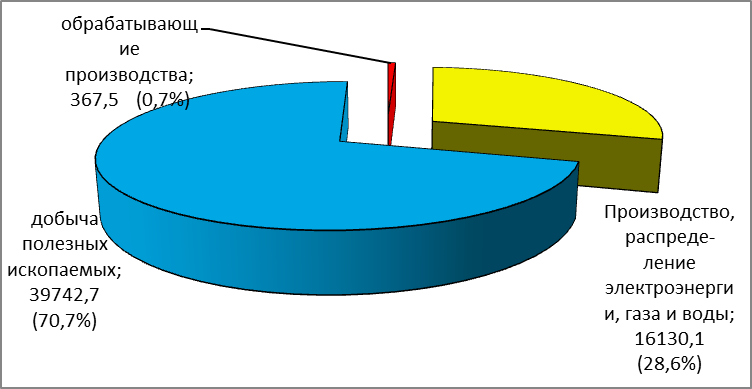 обрабатывающ
ие
производства;
367,5 (0,7%)
добыча
полезных
ископаемых;
39742,7
(70,7%)
Производство,
распреде-
ление
электроэнерги
и, газа и воды;
16130,1
(28,6%)